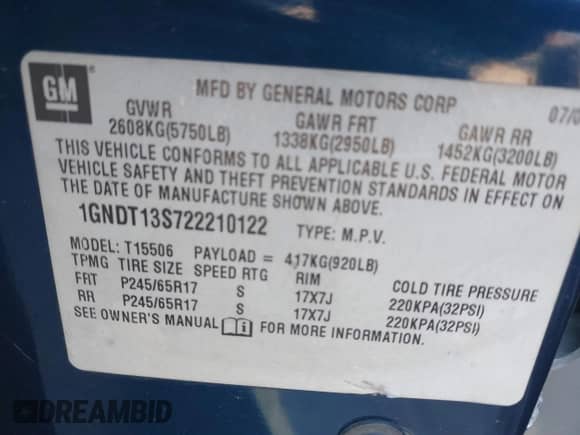 GM ®
MFD BY GENERAL MOTORS CORP
07/0
GVWR GAWR FRT GAWR RR
2608KG(5750LB) 1338KG(2950LB) 1452KG(3200LB)
THIS VEHICLE CONFORMS TO ALL APPLICABLE U.S. FEDERAL MOTOR
VEHICLE SAFETY AND THEFT PREVENTION STANDARDS IN EFFECT ON
THE DATE OF MANUFACTURE SHOWN ABOVE.
1GNDT13S722210122 TYPE: M.P.V.
MODEL: T15506 PAYLOAD = 417KG(920LB)
TPMG TIRE SIZE SPEED RTG RIM COLD TIRE PRESSURE
FRT P245/65R17 S 17X7J 220KPA(32PSI)
RR P245/65R17 S 17X7J 220KPA(32PSI)
SEE OWNER'S MANUAL FOR MORE INFORMATION.
DREAMBID